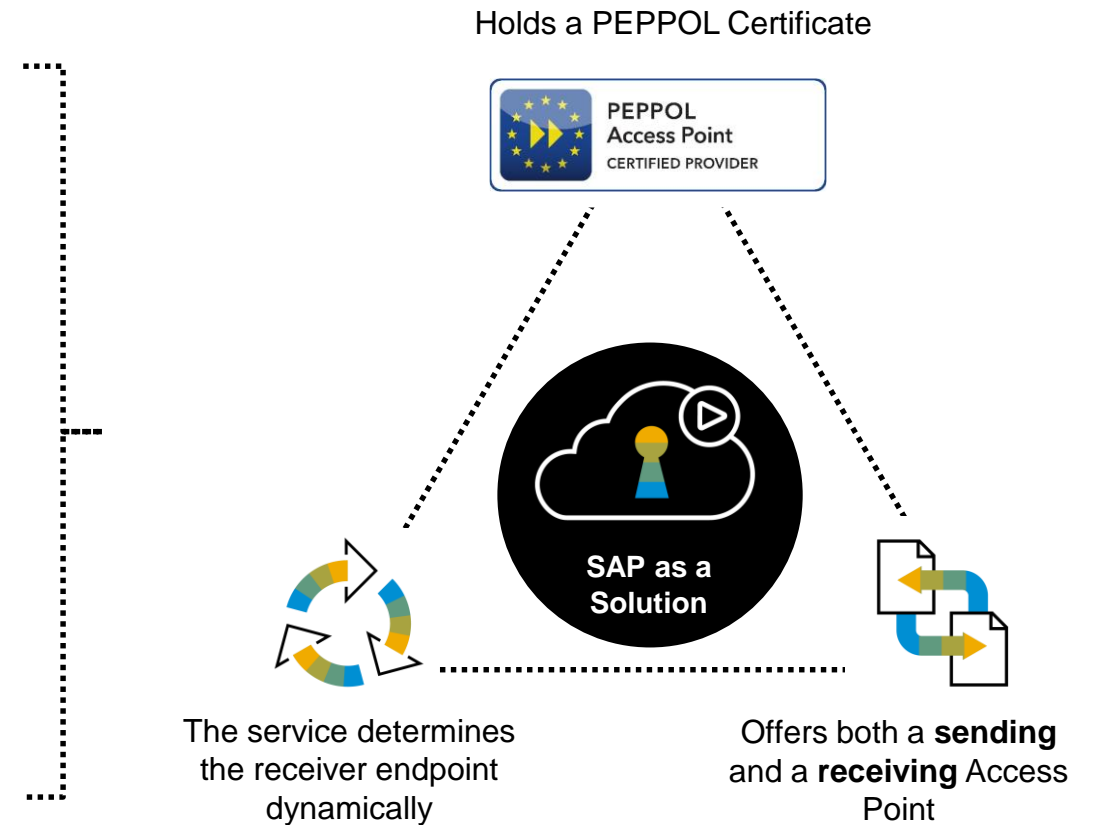 Holds a PEPPOL Certificate
PEPPOL
Access Point
CERTIFIED PROVIDER
SAP as a
Solution
The service determines
the receiver endpoint
dynamically
Offers both a sending
and a receiving Access
Point